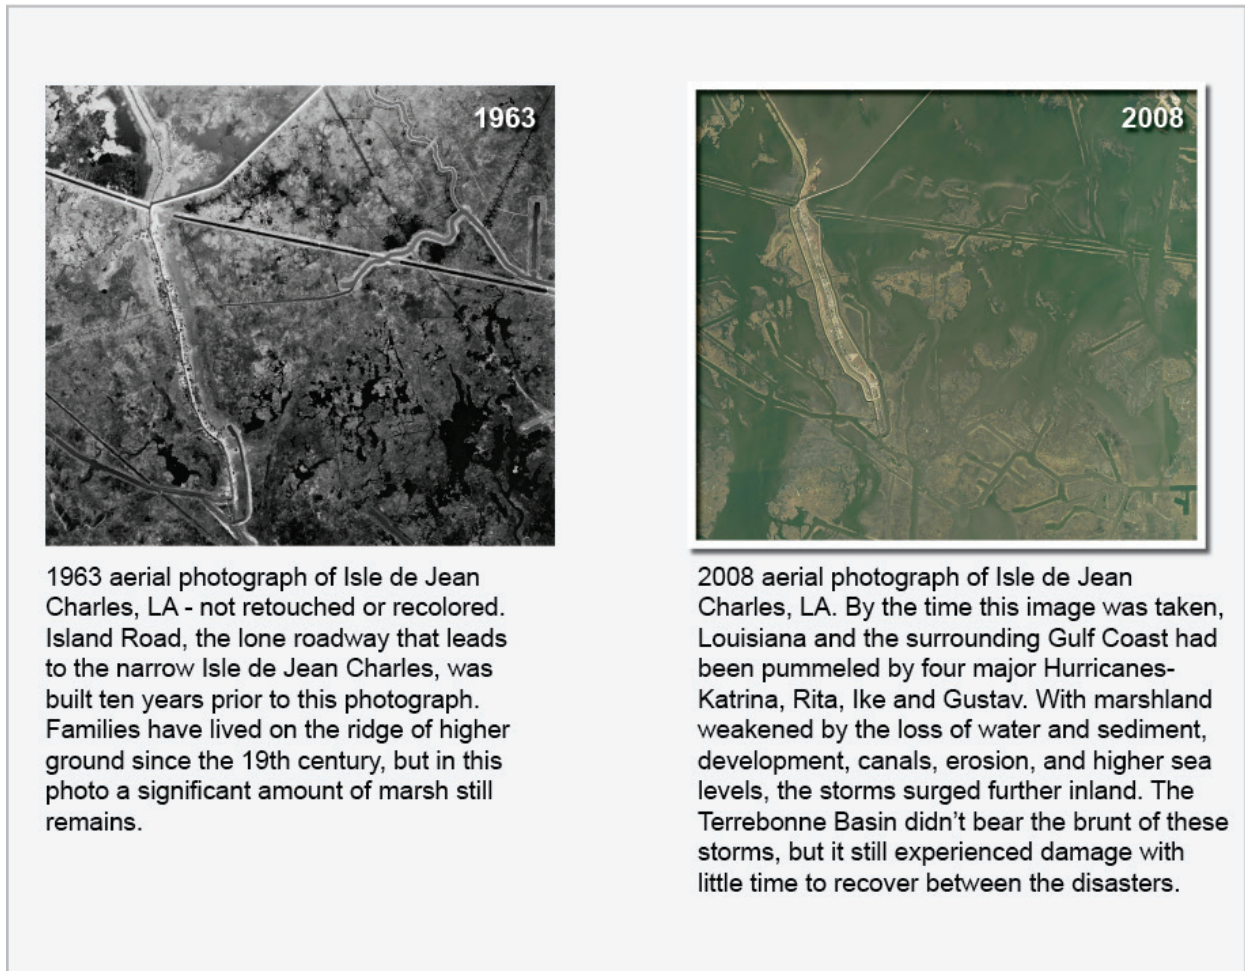 1963
1963 aerial photograph of Isle de Jean
Charles, LA - not retouched or recolored.
Island Road, the lone roadway that leads
to the narrow Isle de Jean Charles, was
built ten years prior to this photograph.
Families have lived on the ridge of higher
ground since the 19th century, but in this
photo a significant amount of marsh still
remains.
2008
2008 aerial photograph of Isle de Jean
Charles, LA. By the time this image was taken,
Louisiana and the surrounding Gulf Coast had
been pummeled by four major Hurricanes-
Katrina, Rita, Ike and Gustav. With marshland
weakened by the loss of water and sediment,
development, canals, erosion, and higher sea
levels, the storms surged further inland. The
Terrebonne Basin didn’t bear the brunt of these
storms, but it still experienced damage with
little time to recover between the disasters.